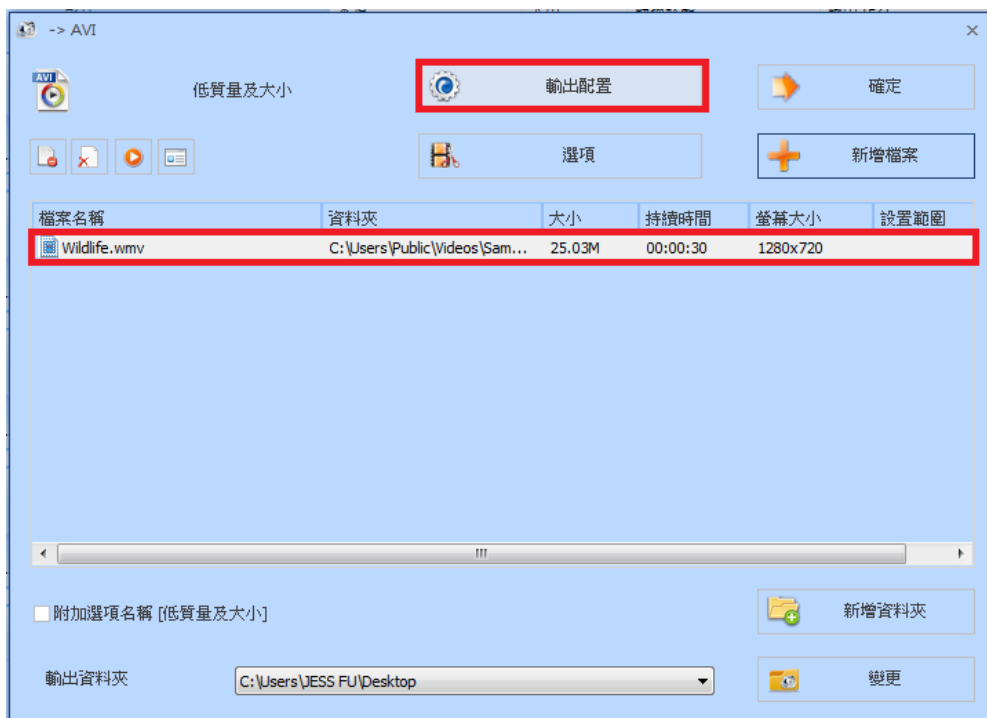 -> AVI
低質量及大小
輸出配置
確定
選項
新增檔案
檔案名稱 資料夾 大小 持續時間 螢幕大小 設置範圍
Wildlife.wmv C:\Users\Public\Videos\Sam... 25.03M 00:00:30 1280x720
附加選項名稱 [低質量及大小]
新增資料夾
輸出資料夾 C:\Users\JESS FU\Desktop 變更